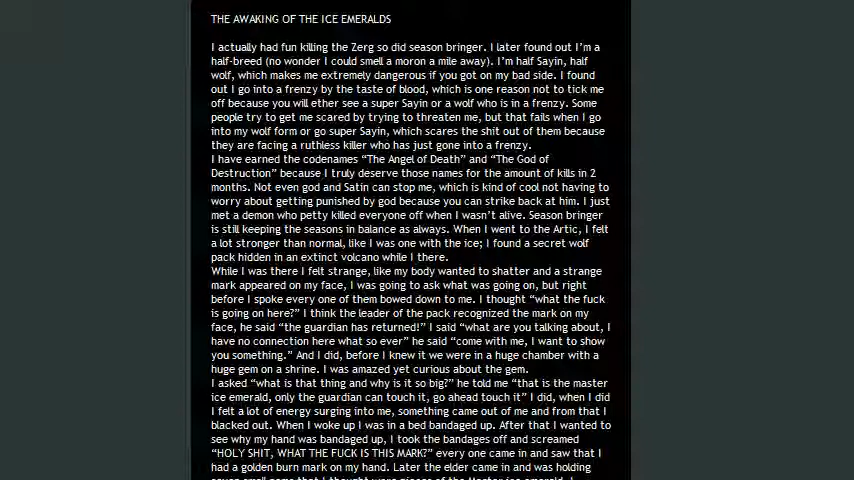 THE AWAKING OF THE ICE EMERALDS
I actually had fun killing the Zerg so did season bringer. I later found out I’m a
half-breed (no wonder I could smell a moron a mile away). I’m half Sayin, half
wolf, which makes me extremely dangerous if you got on my bad side. I found
out I go into a frenzy by the taste of blood, which is one reason not to tick me
off because you will ether see a super Sayin or a wolf who is in a frenzy. Some
people try to get me scared by trying to threaten me, but that fails when I go
into my wolf form or go super Sayin, which scares the shit out of them because
they are facing a ruthless killer who has just gone into a frenzy.
I have earned the codenames “The Angel of Death” and “The God of
Destruction” because I truly deserve those names for the amount of kills in 2
months. Not even god and Satin can stop me, which is kind of cool not having to
worry about getting punished by god because you can strike back at him. I just
met a demon who petty killed everyone off when I wasn’t alive. Season bringer
is still keeping the seasons in balance as always. When I went to the Artic, I felt
a lot stronger than normal, like I was one with the ice; I found a secret wolf
pack hidden in an extinct volcano while I there.
While I was there I felt strange, like my body wanted to shatter and a strange
mark appeared on my face, I was going to ask what was going on, but right
before I spoke every one of them bowed down to me. I thought “what the fuck
is going on here?” I think the leader of the pack recognized the mark on my
face, he said “the guardian has returned!” I said “what are you talking about, I
have no connection here what so ever” he said “come with me, I want to show
you something.” And I did, before I knew it we were in a huge chamber with a
huge gem on a shrine. I was amazed yet curious about the gem.
I asked “what is that thing and why is it so big?” he told me “that is the master
ice emerald, only the guardian can touch it, go ahead touch it” I did, when I did
I felt a lot of energy surging into me, something came out of me and from that I
blacked out. When I woke up I was in a bed bandaged up. After that I wanted to
see why my hand was bandaged up, I took the bandages off and screamed
“HOLY SHIT, WHAT THE FUCK IS THIS MARK?” every one came in and saw that I
had a golden burn mark on my hand. Later the elder came in and was holding